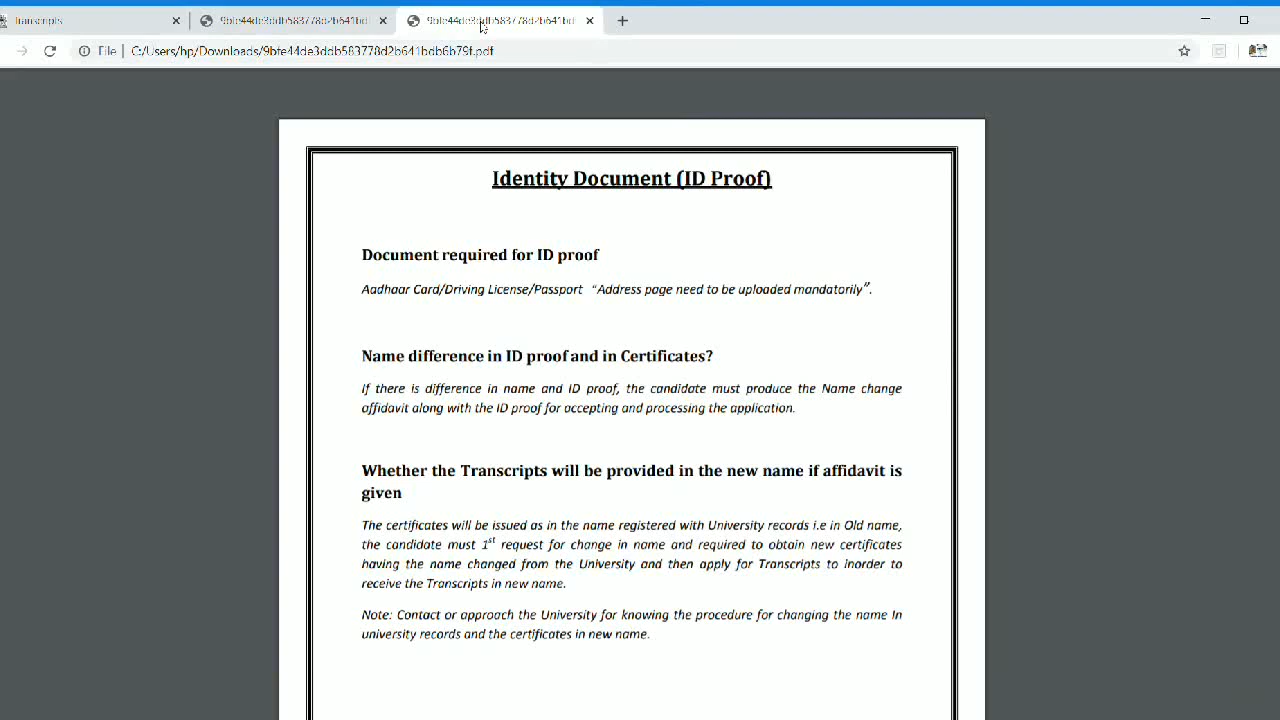 Transcripts
9bfe44de3ddb583778d2b641bd
9bfe44de3ddb583778d2b641bd
File | C:/Users/hp/Downloads/9bfe44de3ddb583778d2b641bdb6b79f.pdf
Identity Document (ID Proof)
Document required for ID proof
Aadhaar Card/Driving License/Passport “Address page need to be uploaded mandatorily”.
Name difference in ID proof and in Certificates?
If there is difference in name and ID proof, the candidate must produce the Name change
affidavit along with the ID proof for accepting and processing the application.
Whether the Transcripts will be provided in the new name if affidavit is
given
The certificates will be issued as in the name registered with University records i.e in Old name,
the candidate must 1st request for change in name and required to obtain new certificates
having the name changed from the University and then apply for Transcripts to inorder to
receive the Transcripts in new name.
Note: Contact or approach the University for knowing the procedure for changing the name In
university records and the certificates in new name.